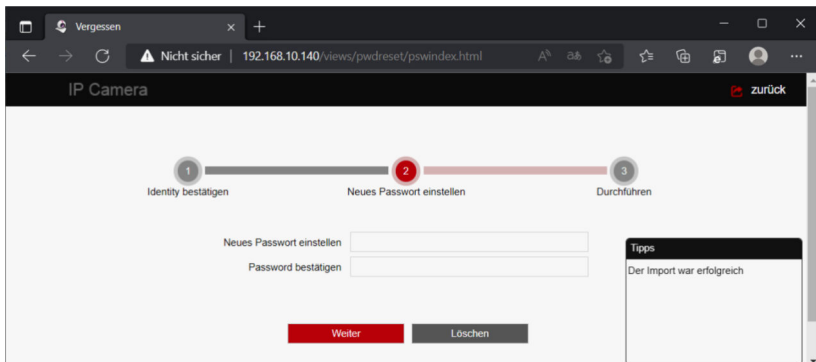 Vergessen
Nicht sicher | 192.168.10.140/views/pwdreset/pswindex.html
IP Camera
zurück
1 2 3
Identity bestätigen Neues Passwort einstellen Durchführen
Neues Passwort einstellen
Password bestätigen
Tipps
Der Import war erfolgreich
Weiter Löschen